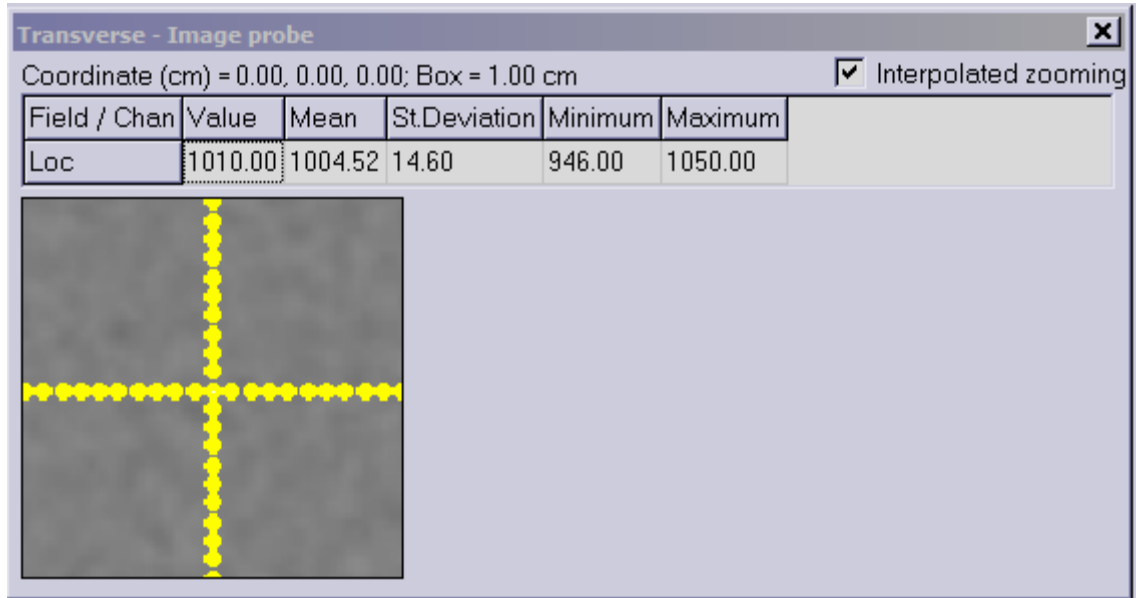 Transverse - Image probe
Coordinate (cm) = 0.00, 0.00, 0.00; Box = 1.00 cm Interpolated zooming
Field / Chan Value Mean St.Deviation Minimum Maximum
Loc 1010.00 1004.52 14.60 946.00 1050.00